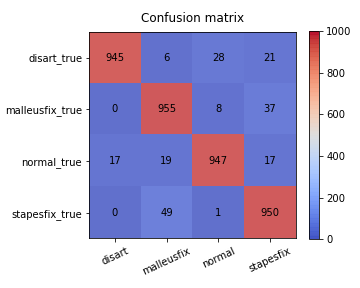 Confusion matrix
disart_true 945 6 28 21
malleusfix_true 0 955 8 37
normal_true 17 19 947 17
stapesfix_true 0 49 1 950
disart malleusfix normal stapesfix
1000
800
600
400
200
0